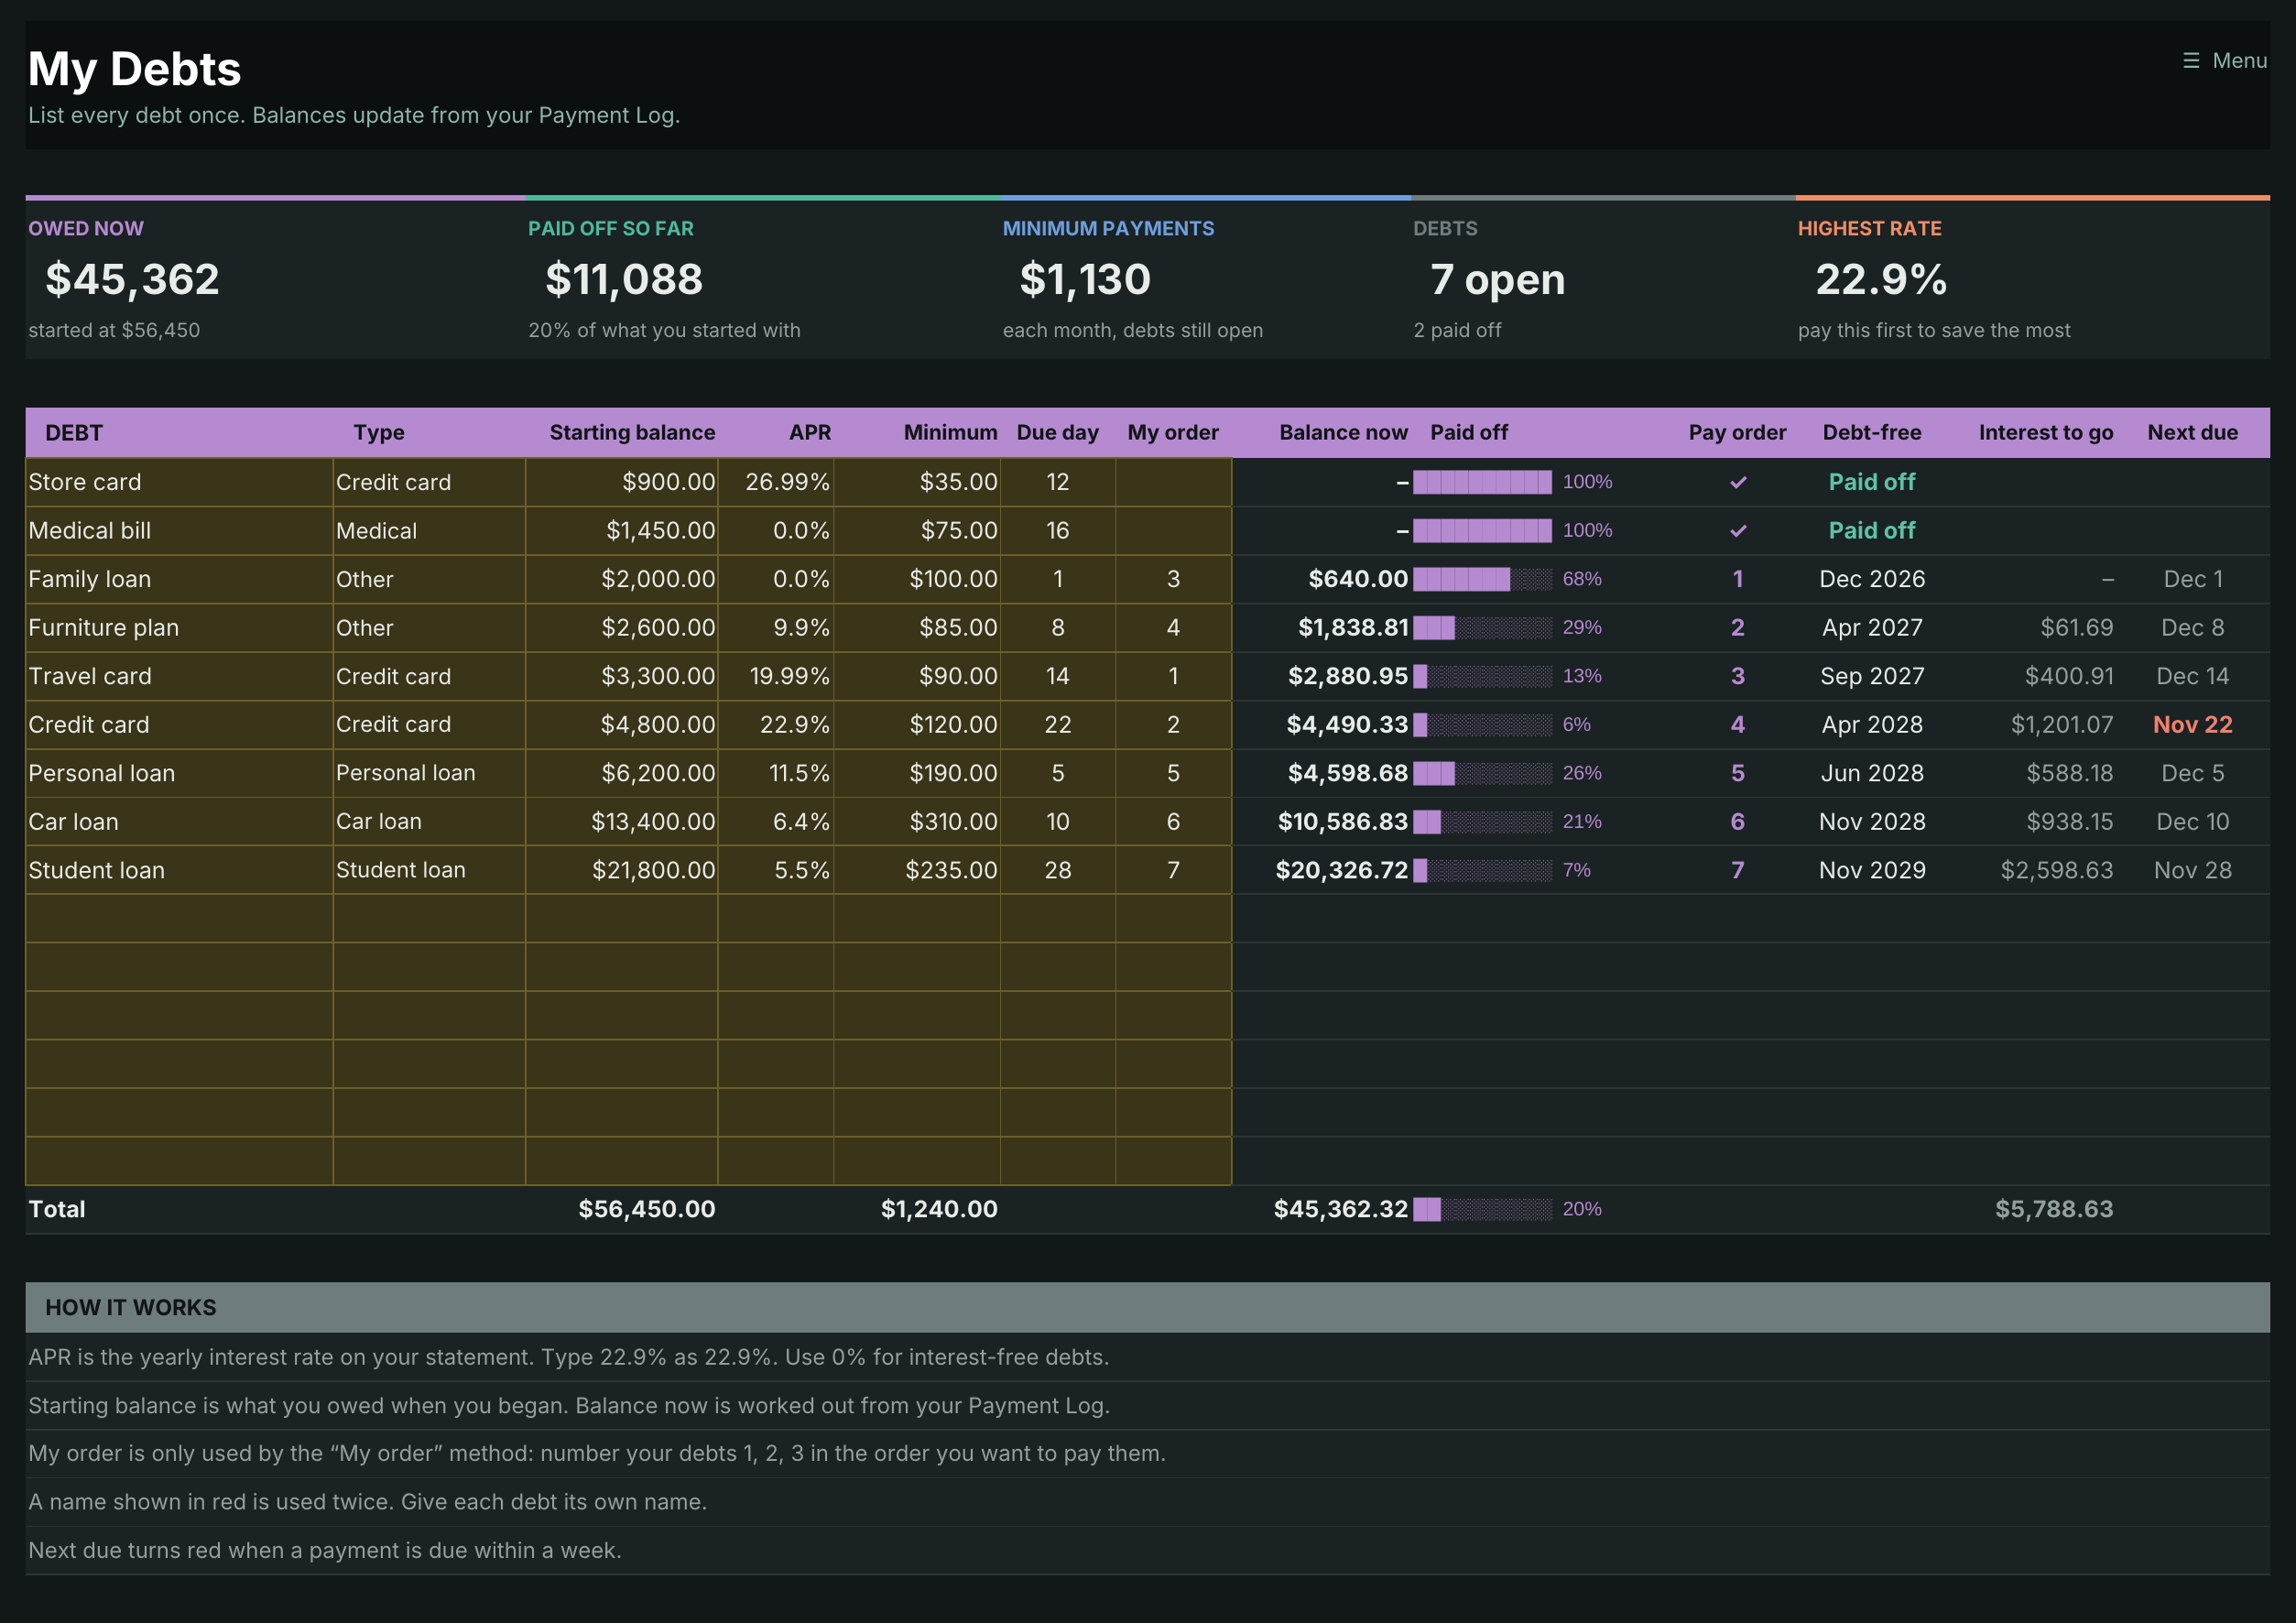 My Debts
☰ Menu
List every debt once. Balances update from your Payment Log.
OWED NOW PAID OFF SO FAR MINIMUM PAYMENTS DEBTS HIGHEST RATE
$45,362 $11,088 $1,130 7 open 22.9%
started at $56,450 20% of what you started with each month, debts still open 2 paid off pay this first to save the most
DEBT Type Starting balance APR Minimum Due day My order Balance now Paid off Pay order Debt-free Interest to go Next due
Store card Credit card $900.00 26.99% $35.00 12 – 100% ✓ Paid off
Medical bill Medical $1,450.00 0.0% $75.00 16 – 100% ✓ Paid off
Family loan Other $2,000.00 0.0% $100.00 1 3 $640.00 68% 1 Dec 2026 – Dec 1
Furniture plan Other $2,600.00 9.9% $85.00 8 4 $1,838.81 29% 2 Apr 2027 $61.69 Dec 8
Travel card Credit card $3,300.00 19.99% $90.00 14 1 $2,880.95 13% 3 Sep 2027 $400.91 Dec 14
Credit card Credit card $4,800.00 22.9% $120.00 22 2 $4,490.33 6% 4 Apr 2028 $1,201.07 Nov 22
Personal loan Personal loan $6,200.00 11.5% $190.00 5 5 $4,598.68 26% 5 Jun 2028 $588.18 Dec 5
Car loan Car loan $13,400.00 6.4% $310.00 10 6 $10,586.83 21% 6 Nov 2028 $938.15 Dec 10
Student loan Student loan $21,800.00 5.5% $235.00 28 7 $20,326.72 7% 7 Nov 2029 $2,598.63 Nov 28
Total $56,450.00 $1,240.00 $45,362.32 20% $5,788.63
HOW IT WORKS
APR is the yearly interest rate on your statement. Type 22.9% as 22.9%. Use 0% for interest-free debts.
Starting balance is what you owed when you began. Balance now is worked out from your Payment Log.
My order is only used by the “My order” method: number your debts 1, 2, 3 in the order you want to pay them.
A name shown in red is used twice. Give each debt its own name.
Next due turns red when a payment is due within a week.